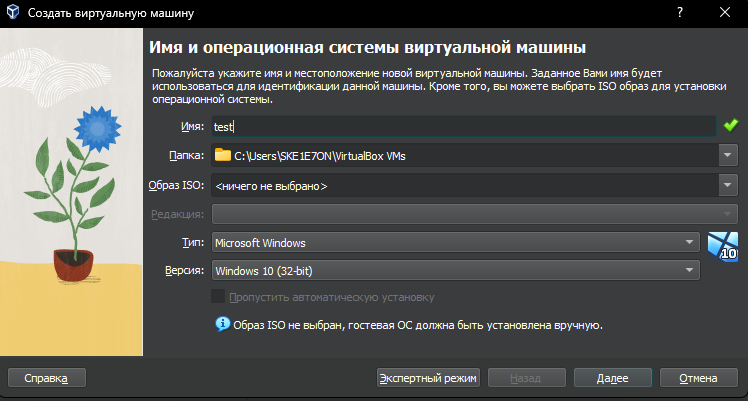 Создать виртуальную машину
? ×
Имя и операционная системы виртуальной машины
Пожалуйста укажите имя и местоположение новой виртуальной машины. Заданное Вами имя будет
использоваться для идентификации данной машины. Кроме того, вы можете выбрать ISO образ для установки
операционной системы.
Имя: test
Папка: C:\Users\SKE1E7ON\VirtualBox VMs
Образ ISO: <ничего не выбрано>
Редакция:
Тип: Microsoft Windows
10
Версия: Windows 10 (32-bit)
Пропустить автоматическую установку
Образ ISO не выбран, гостевая ОС должна быть установлена вручную.
Справка Экспертный режим Назад Далее Отмена